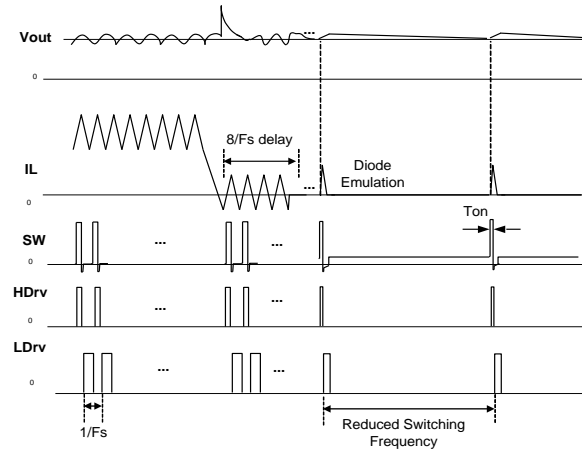 Vout
...
0
8/Fs delay
IL
...
Diode
Emulation
0
Ton
SW
...
...
0
HDrv
...
...
0
LDrv
...
...
0
1/Fs
Reduced Switching
Frequency